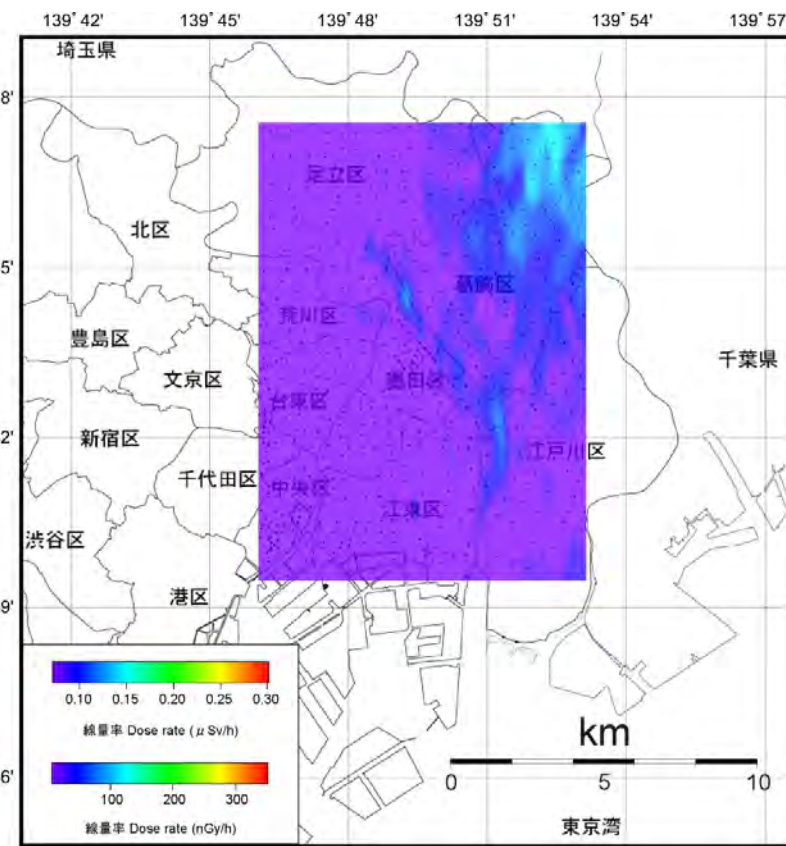 139˚ 42' 139˚ 45' 139˚ 48' 139˚ 51' 139˚ 54' 139˚ 57'
埼玉県
8'
足立区
北区
5'
葛飾区
荒川区
豊島区
千葉県
文京区
墨田区
台東区
新宿区
2'
江戸川区
千代田区
中央区
江東区
渋谷区
港区
9'
0.10 0.15 0.20 0.25 0.30
線量率 Dose rate (μ Sv/h)
km
6'
0 5 10
100 200 300
線量率 Dose rate (nGy/h)
東京湾